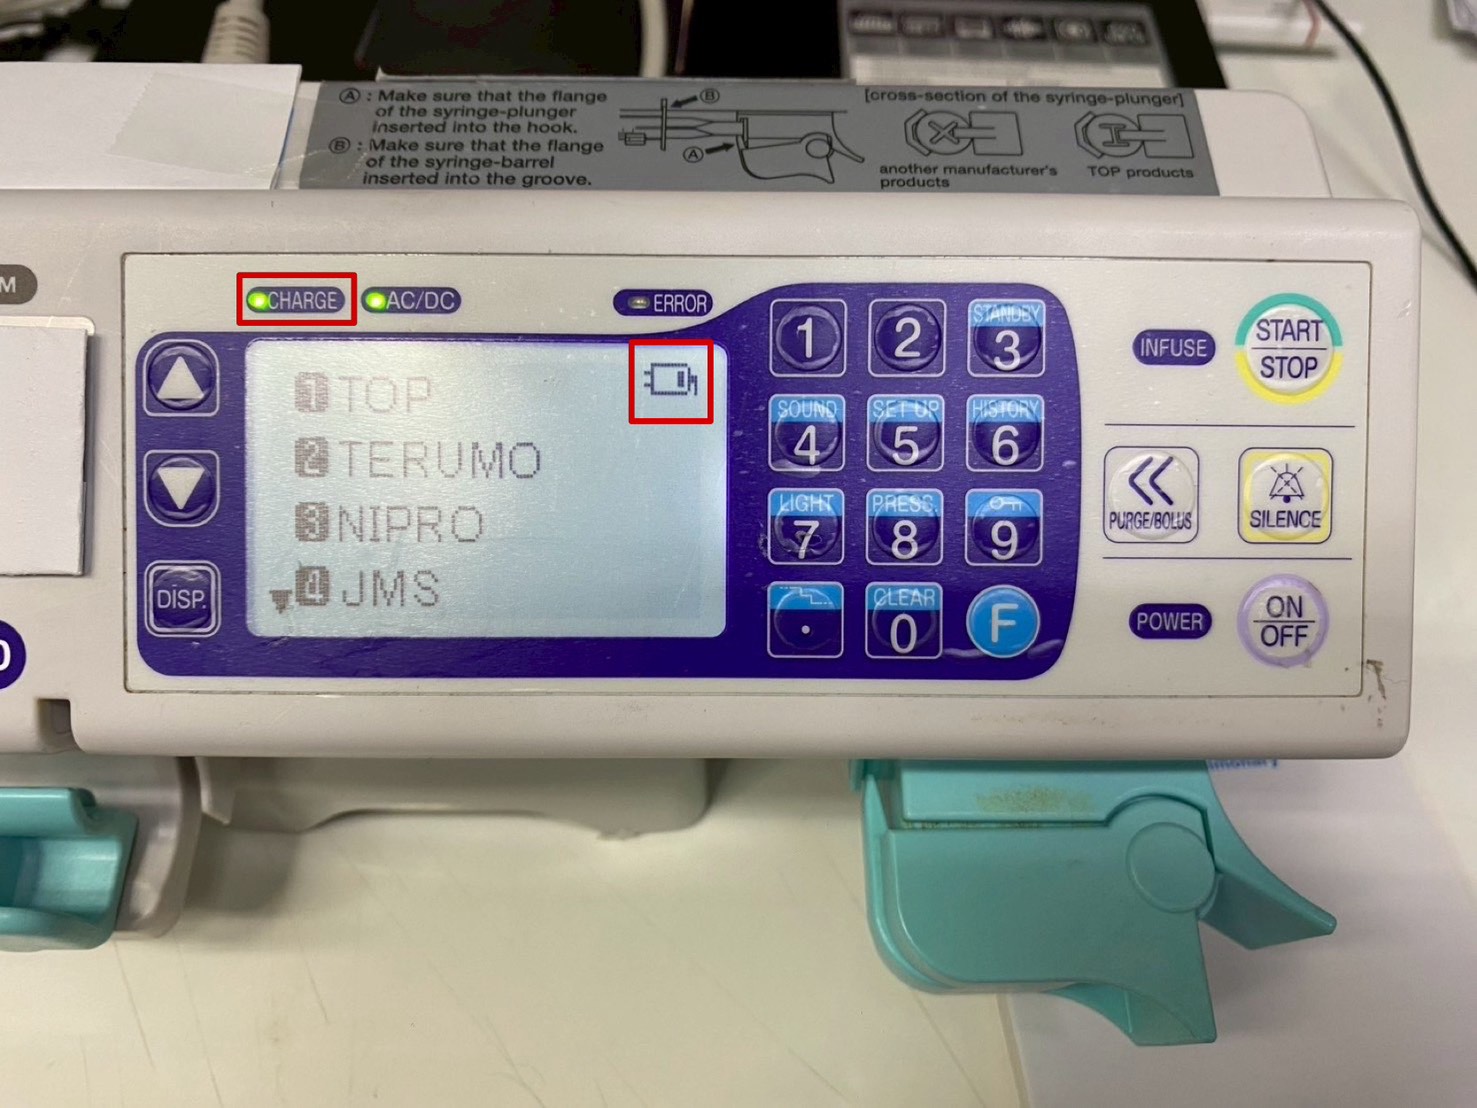 Ⓐ : Make sure that the flange
of the syringe-plunger
inserted into the hook.
Ⓑ : Make sure that the flange
of the syringe-barrel
inserted into the groove.
Ⓑ
Ⓐ
[cross-section of the syringe-plunger]
another manufacturer's
products
TOP products
M
CHARGE
AC/DC
ERROR
1 TOP
2 TERUMO
3 NIPRO
4 JMS
DISP.
1
2
STANDBY
3
SOUND
4
SET UP
5
HISTORY
6
LIGHT
7
PRESS.
8
9
.
CLEAR
0
F
INFUSE
START
STOP
PURGE/BOLUS
SILENCE
POWER
ON
OFF
0